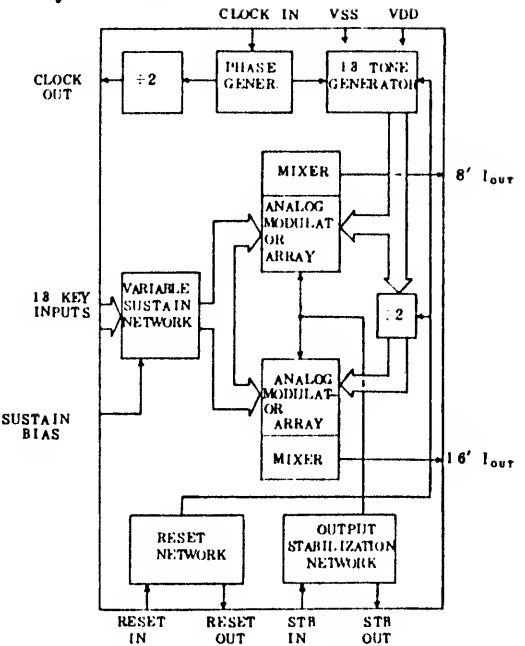 CLOCK IN VSS VDD
CLOCK OUT
÷2
PHASE GENER.
13 TONE GENERATOR
MIXER
8' IOUT
ANALOG MODULAT OR ARRAY
13 KEY INPUTS
VARIABLE SUSTAIN NETWORK
÷2
SUSTAIN BIAS
ANALOG MODULAT OR ARRAY
MIXER
16' IOUT
RESET NETWORK
OUTPUT STABILIZATION NETWORK
RESET IN
RESET OUT
STB IN
STB OUT